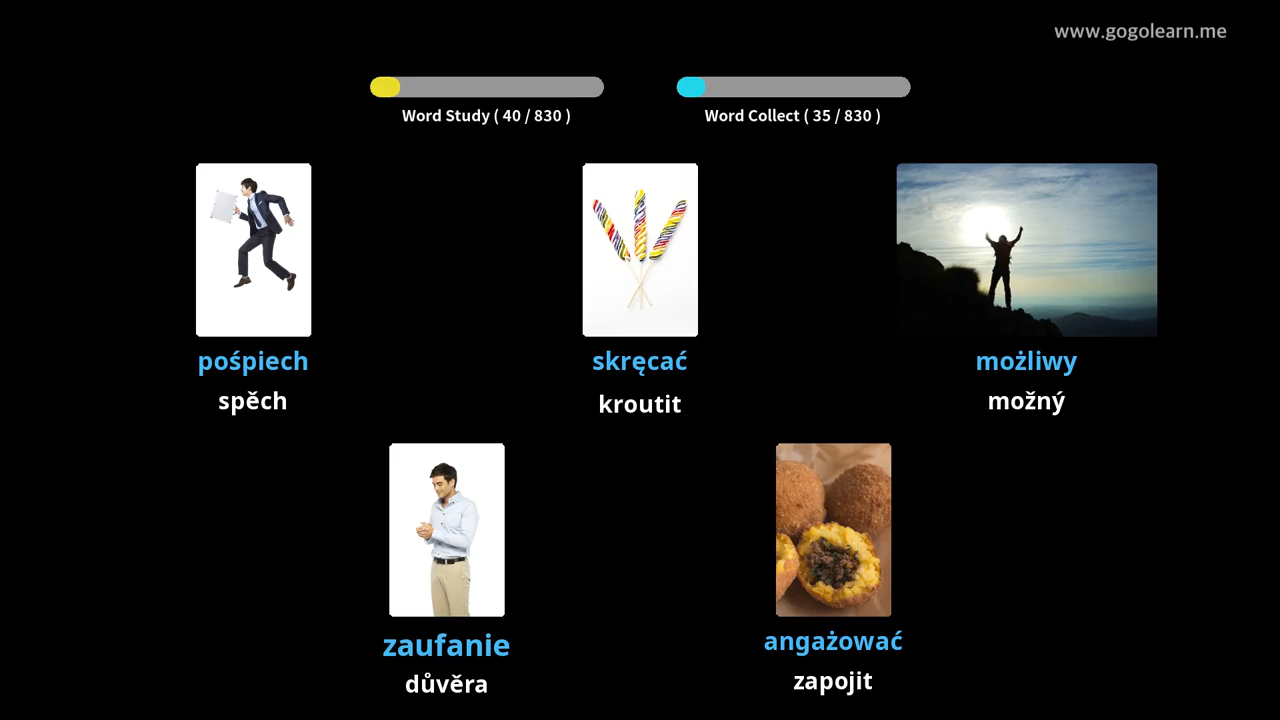 www.gogolearn.me
Word Study ( 40 / 830 )
Word Collect ( 35 / 830 )
pośpiech
spěch
skręcać
kroutit
możliwy
možný
zaufanie
důvěra
angażować
zapojit